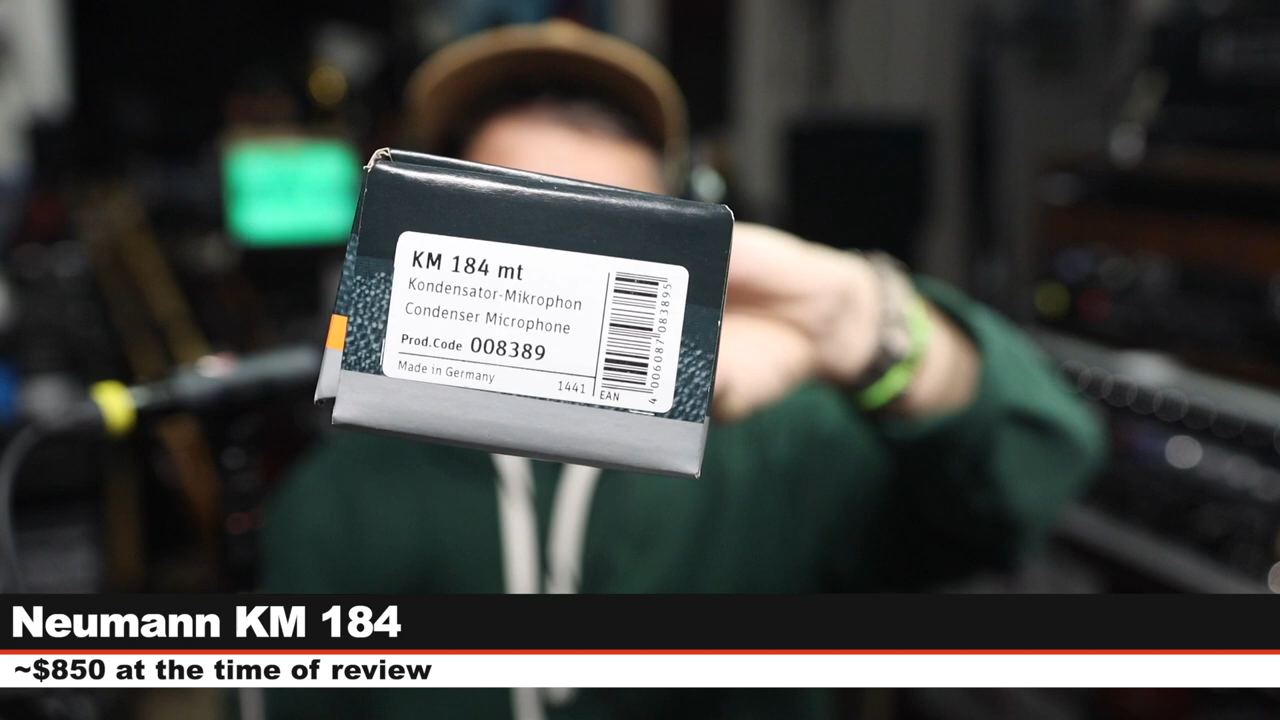 KM 184 mt
Kondensator-Mikrophon
Condenser Microphone
Prod.Code 008389
Made in Germany 1441
EAN
4 006087 083895
Neumann KM 184
~$850 at the time of review